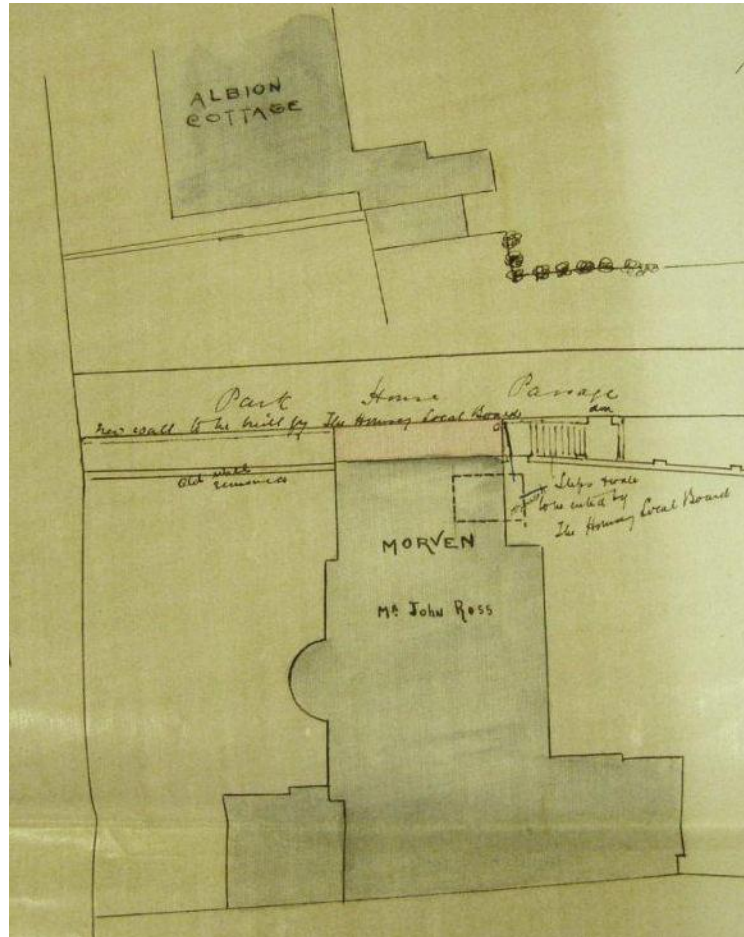 ALBION
COTTAGE
Park House Passage
New wall to be built by The Hornsey Local Board
Old wall
removed
Steps & wall
to be erected by
The Hornsey Local Board
MORVEN
Mr John Ross